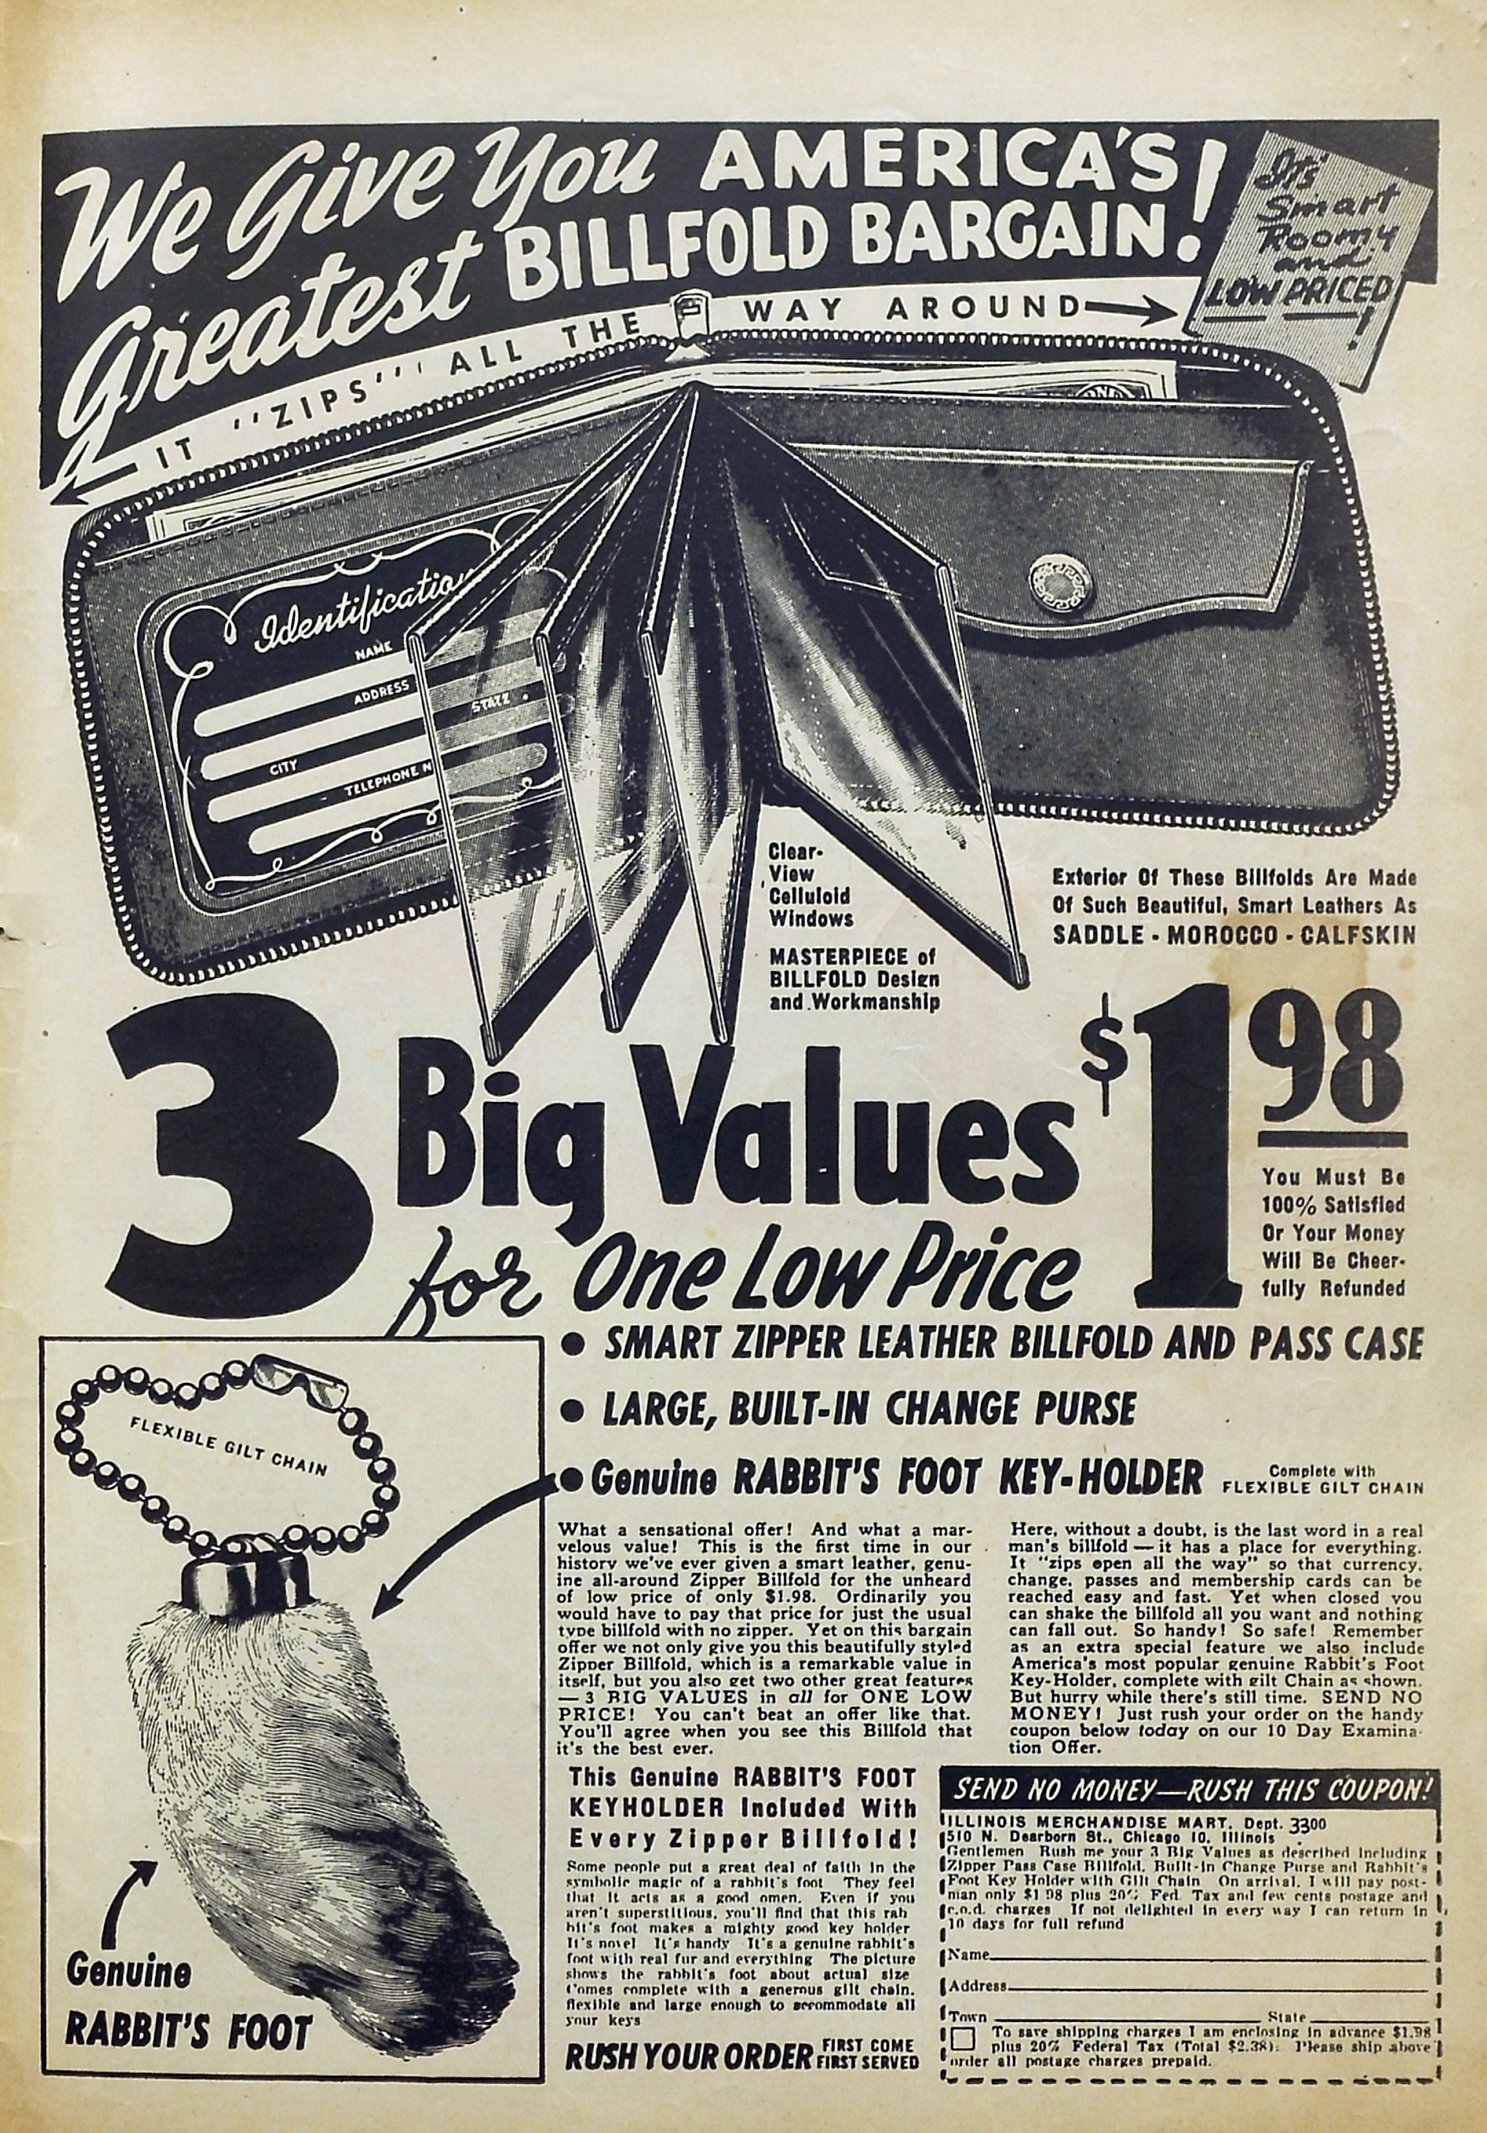 We Give You AMERICA'S
Greatest BILLFOLD BARGAIN!
It's
Smart
Roomy
and
LOW PRICED
!
IT "ZIPS" ALL THE WAY AROUND
Identification
NAME
ADDRESS
STATE
CITY
TELEPHONE N
Clear-
View
Celluloid
Windows
MASTERPIECE of
BILLFOLD Design
and Workmanship
Exterior Of These Billfolds Are Made
Of Such Beautiful, Smart Leathers As
SADDLE - MOROCCO - CALFSKIN
3 Big Values
for One Low Price
$1 98
You Must Be
100% Satisfied
Or Your Money
Will Be Cheer-
fully Refunded
• SMART ZIPPER LEATHER BILLFOLD AND PASS CASE
• LARGE, BUILT-IN CHANGE PURSE
• Genuine RABBIT'S FOOT KEY-HOLDER
Complete with
FLEXIBLE GILT CHAIN
FLEXIBLE GILT CHAIN
Genuine
RABBIT'S FOOT
What a sensational offer! And what a mar-
velous value! This is the first time in our
history we've ever given a smart leather, genu-
ine all-around Zipper Billfold for the unheard
of low price of only $1.98. Ordinarily you
would have to pay that price for just the usual
type billfold with no zipper. Yet on this bargain
offer we not only give you this beautifully styled
Zipper Billfold, which is a remarkable value in
itself, but you also get two other great features
— 3 BIG VALUES in all for ONE LOW
PRICE! You can't beat an offer like that.
You'll agree when you see this Billfold that
it's the best ever.
Here, without a doubt, is the last word in a real
man's billfold — it has a place for everything.
It "zips open all the way" so that currency,
change, passes and membership cards can be
reached easy and fast. Yet when closed you
can shake the billfold all you want and nothing
can fall out. So handy! So safe! Remember
as an extra special feature we also include
America's most popular genuine Rabbit's Foot
Key-Holder, complete with gilt Chain as shown.
But hurry while there's still time. SEND NO
MONEY! Just rush your order on the handy
coupon below today on our 10 Day Examina-
tion Offer.
This Genuine RABBIT'S FOOT
KEYHOLDER Included With
Every Zipper Billfold!
Some people put a great deal of faith in the
symbolic magic of a rabbit's foot They feel
that it acts as a good omen. Even if you
aren't superstitious, you'll find that this rab
bit's foot makes a mighty good key holder
It's novel It's handy It's a genuine rabbit's
foot with real fur and everything The picture
shows the rabbit's foot about actual size
Comes complete with a generous gilt chain,
flexible and large enough to accommodate all
your keys
RUSH YOUR ORDER FIRST COME
FIRST SERVED
SEND NO MONEY—RUSH THIS COUPON!
ILLINOIS MERCHANDISE MART, Dept. 3300
510 N. Dearborn St., Chicago 10, Illinois
Gentlemen Rush me your 3 Big Values as described including
Zipper Pass Case Billfold, Built-In Change Purse and Rabbit's
Foot Key Holder with Gilt Chain On arrival, I will pay post-
man only $1 98 plus 20% Fed. Tax and few cents postage and
c.o.d. charges If not delighted in every way I can return in
10 days for full refund
Name
Address
Town State
To save shipping charges I am enclosing in advance $1.98
plus 20% Federal Tax (Total $2.38). Please ship above
order all postage charges prepaid.